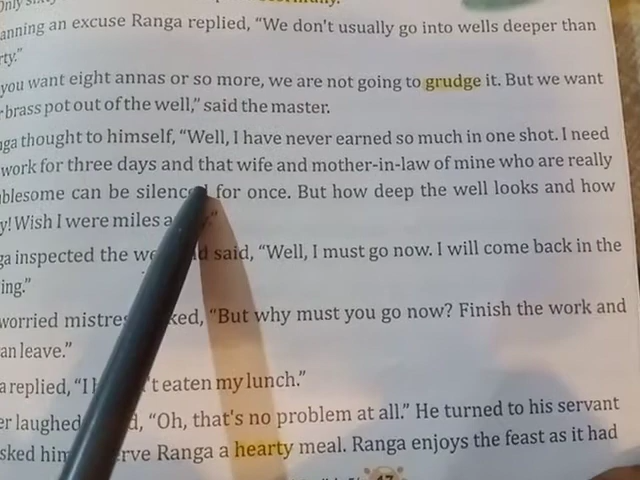 anning an excuse Ranga replied, "We don't usually go into wells deeper than
rty."
you want eight annas or so more, we are not going to grudge it. But we want
brass pot out of the well," said the master.
nga thought to himself, "Well, I have never earned so much in one shot. I need
work for three days and that wife and mother-in-law of mine who are really
blesome can be silenced for once. But how deep the well looks and how
y! Wish I were miles a
ga inspected the we d said, "Well, I must go now. I will come back in the
ing."
worried mistre ked, "But why must you go now? Finish the work and
an leave."
a replied, "I 't eaten my lunch."
er laughed d, "Oh, that's no problem at all." He turned to his servant
sked him rve Ranga a hearty meal. Ranga enjoys the feast as it had
47